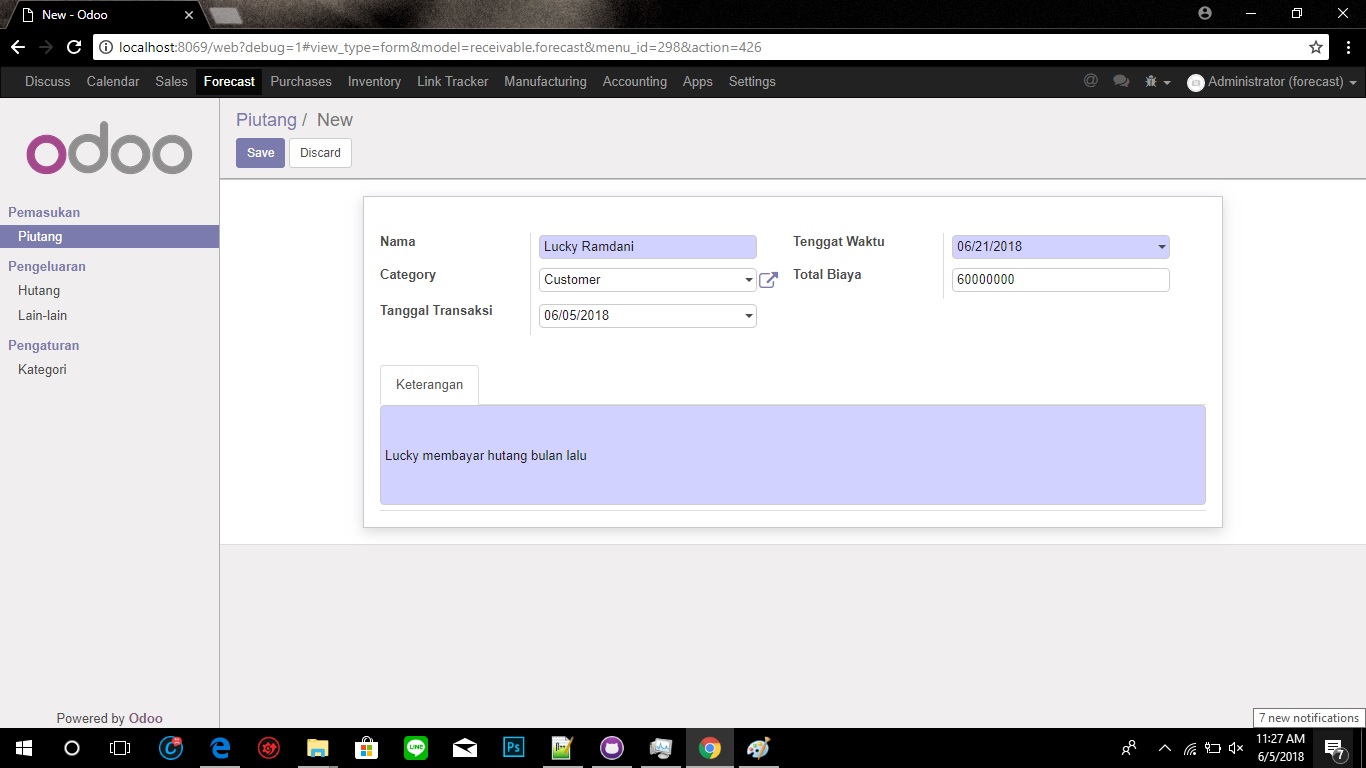 New - Odoo
localhost:8069/web?debug=1#view_type=form&model=receivable.forecast&menu_id=298&action=426
Discuss Calendar Sales Forecast Purchases Inventory Link Tracker Manufacturing Accounting Apps Settings @ Administrator (forecast)
odoo
Piutang / New
Save Discard
Pemasukan
Piutang
Pengeluaran
Hutang
Lain-lain
Pengaturan
Kategori
Nama Lucky Ramdani Tenggat Waktu 06/21/2018
Category Customer Total Biaya 60000000
Tanggal Transaksi 06/05/2018
Keterangan
Lucky membayar hutang bulan lalu
Powered by Odoo
7 new notifications
LINE Ps 11:27 AM
6/5/2018 7